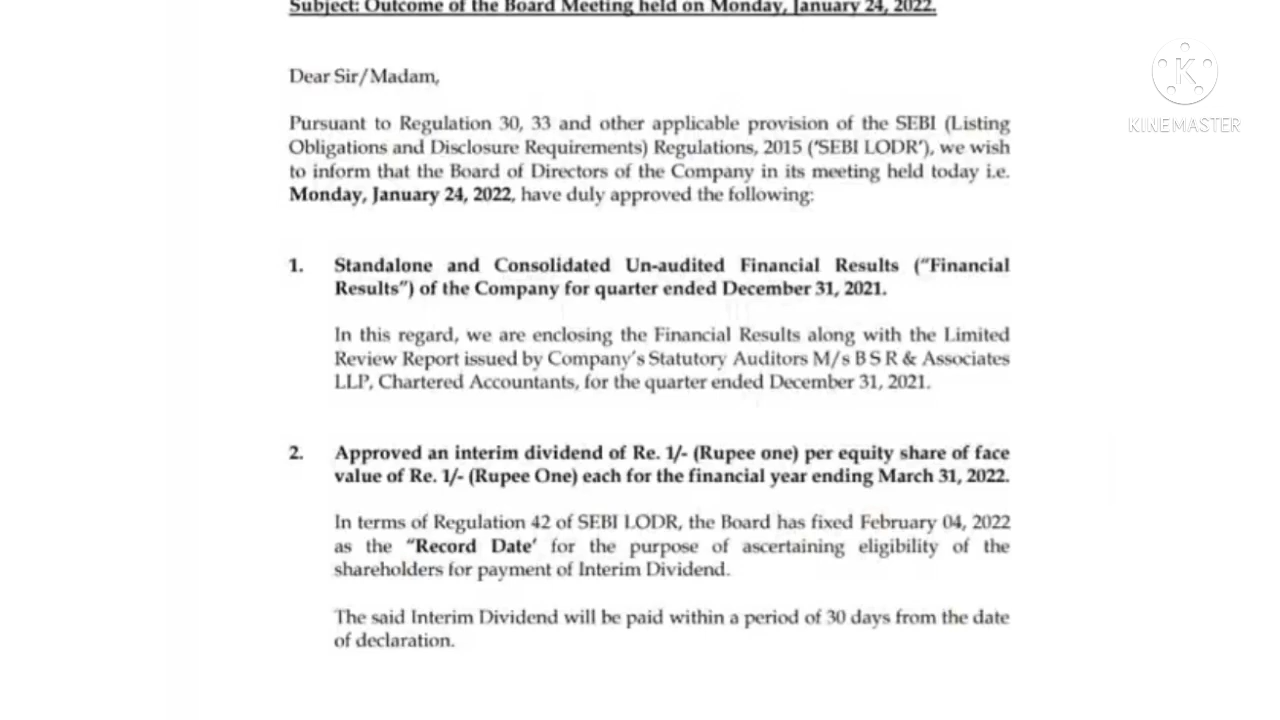 Subject: Outcome of the Board Meeting held on Monday, January 24, 2022.
Dear Sir/Madam,
Pursuant to Regulation 30, 33 and other applicable provision of the SEBI (Listing
Obligations and Disclosure Requirements) Regulations, 2015 ('SEBI LODR'), we wish
to inform that the Board of Directors of the Company in its meeting held today i.e.
Monday, January 24, 2022, have duly approved the following:
1. Standalone and Consolidated Un-audited Financial Results ("Financial
Results") of the Company for quarter ended December 31, 2021.
In this regard, we are enclosing the Financial Results along with the Limited
Review Report issued by Company's Statutory Auditors M/s B S R & Associates
LLP, Chartered Accountants, for the quarter ended December 31, 2021.
2. Approved an interim dividend of Re. 1/- (Rupee one) per equity share of face
value of Re. 1/- (Rupee One) each for the financial year ending March 31, 2022.
In terms of Regulation 42 of SEBI LODR, the Board has fixed February 04, 2022
as the "Record Date' for the purpose of ascertaining eligibility of the
shareholders for payment of Interim Dividend.
The said Interim Dividend will be paid within a period of 30 days from the date
of declaration.
K
KINEMASTER